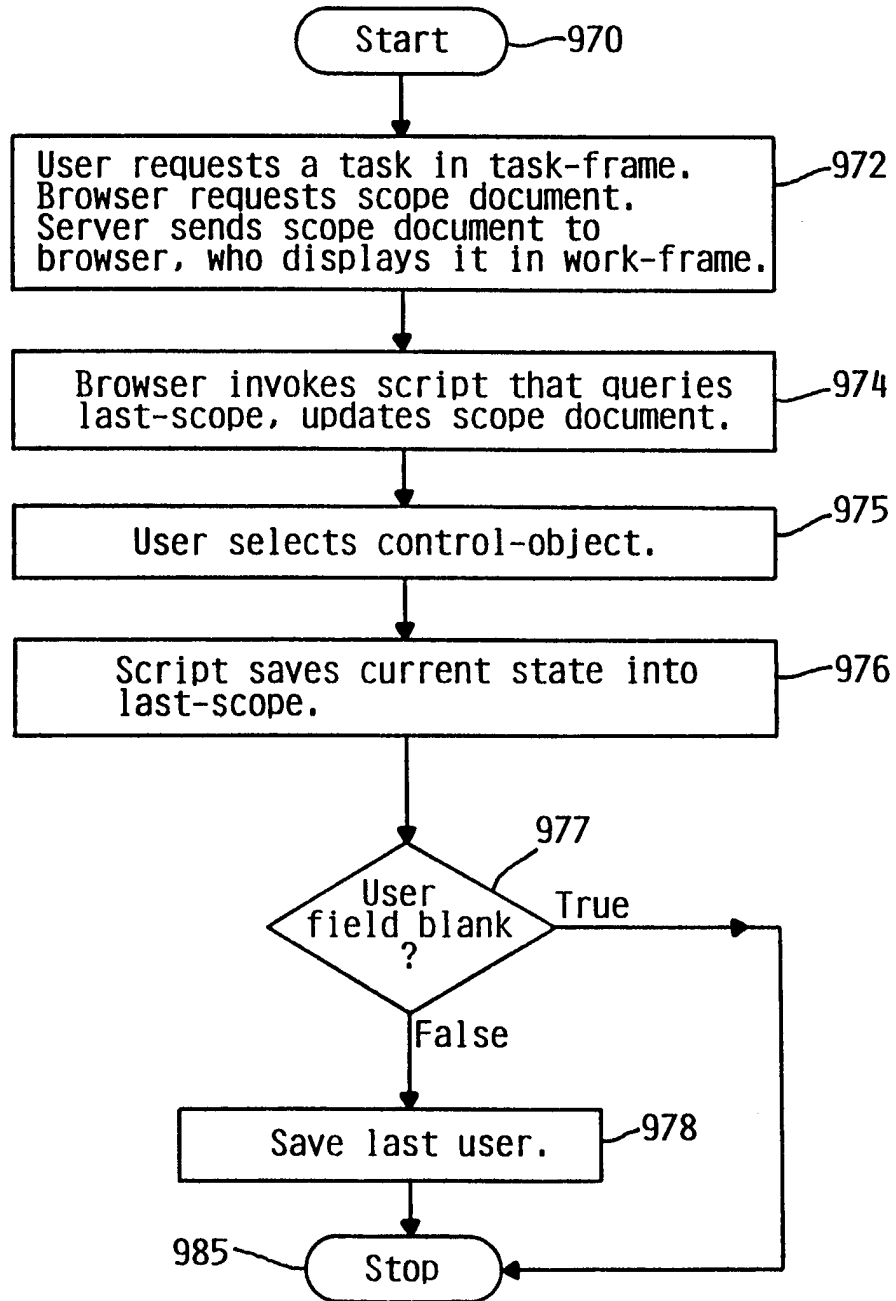 Start
970
User requests a task in task-frame.
Browser requests scope document.
Server sends scope document to
browser, who displays it in work-frame.
972
Browser invokes script that queries
last-scope, updates scope document.
974
User selects control-object.
975
Script saves current state into
last-scope.
976
977
User
field blank
?
True
False
Save last user.
978
985
Stop